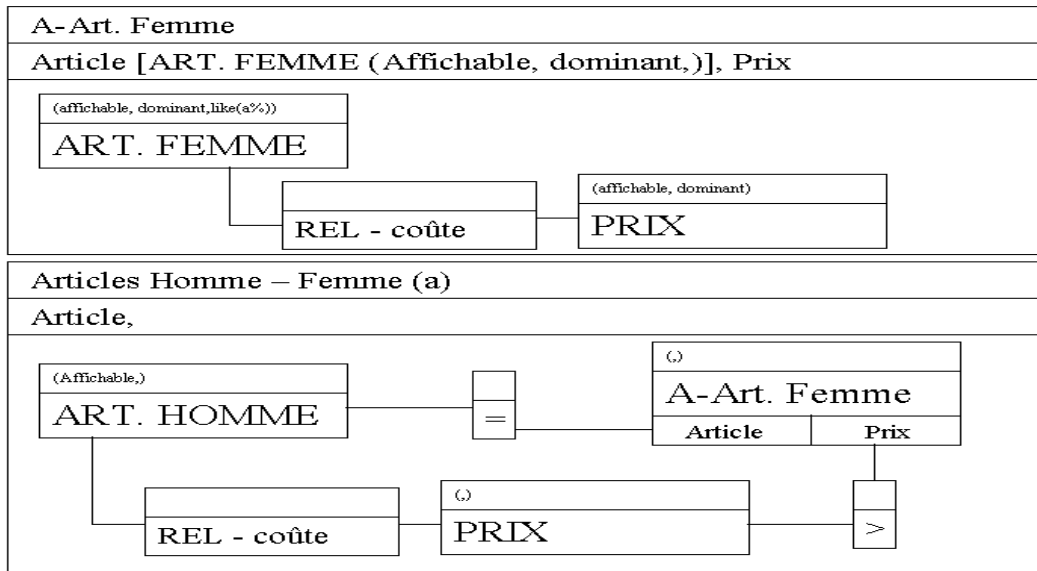 A-Art. Femme
Article [ART. FEMME (Affichable, dominant,)], Prix
(affichable, dominant,like(a%))
ART. FEMME
(affichable, dominant)
REL - coûte
PRIX
Articles Homme – Femme (a)
Article,
(,)
(Affichable,)
A-Art. Femme
ART. HOMME
=
Article
Prix
(,)
REL - coûte
PRIX
>